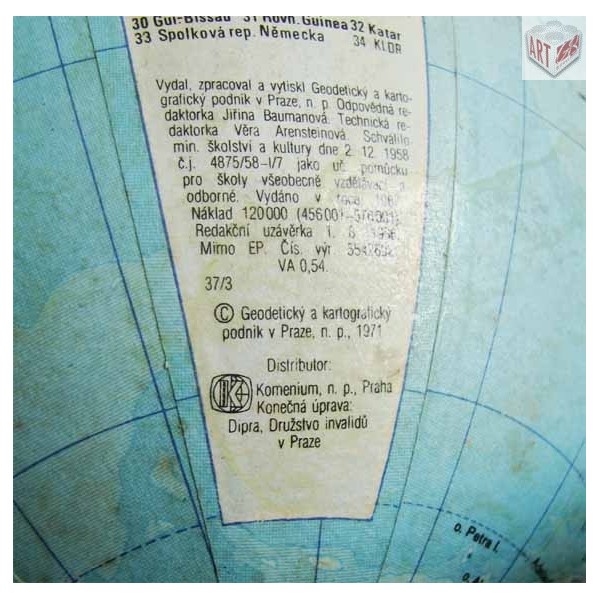 30 Gui.-Bissau 31 Rovn. Guinea 32 Katar
33 Spolková rep. Německa 34 KLDR
Vydal, zpracoval a vytiskl Geodetický a karto-
grafický podnik v Praze, n. p. Odpovědná re-
daktorka Jiřina Baumanová. Technická re-
daktorka Věra Arensteinová. Schválilo
min. školství a kultury dne 2. 12. 1958
č.j. 4875/58-I/7 jako uč. pomůcku
pro školy všeobecně vzdělávací a
odborné. Vydáno v roce
Náklad 120000
Redakční uzávěrka 1. 8.
Mimo EP. Čís. výr
VA 0,54.
37/3
© Geodetický a kartografický
podnik v Praze, n. p., 1971
Distributor:
K
Komenium, n. p., Praha
Konečná úprava:
Dipra, Družstvo invalidů
v Praze
o. Petra I.
ART